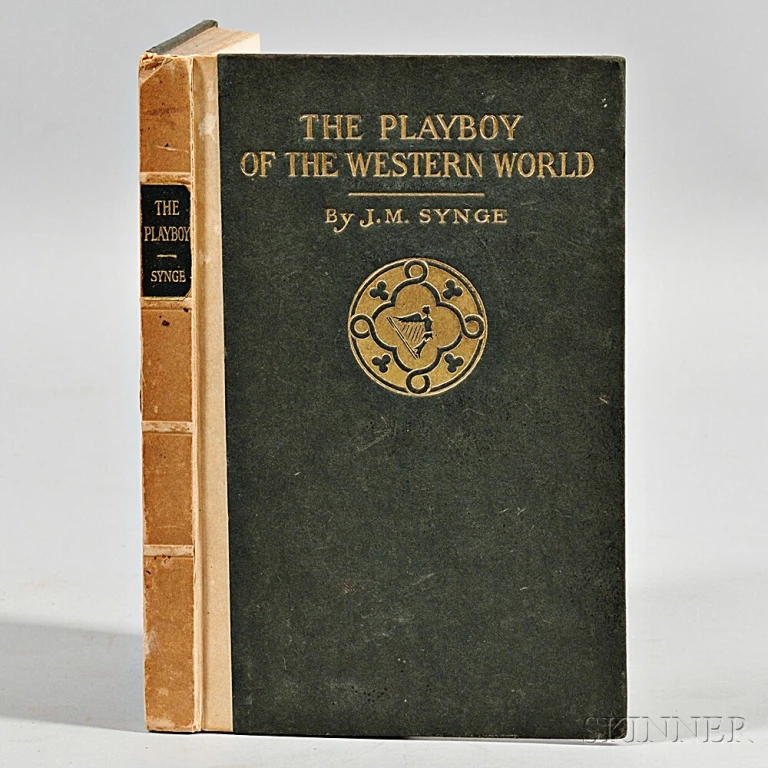 THE PLAYBOY
OF THE WESTERN WORLD
By J.M. SYNGE
THE
PLAYBOY
SYNGE
SKINNER